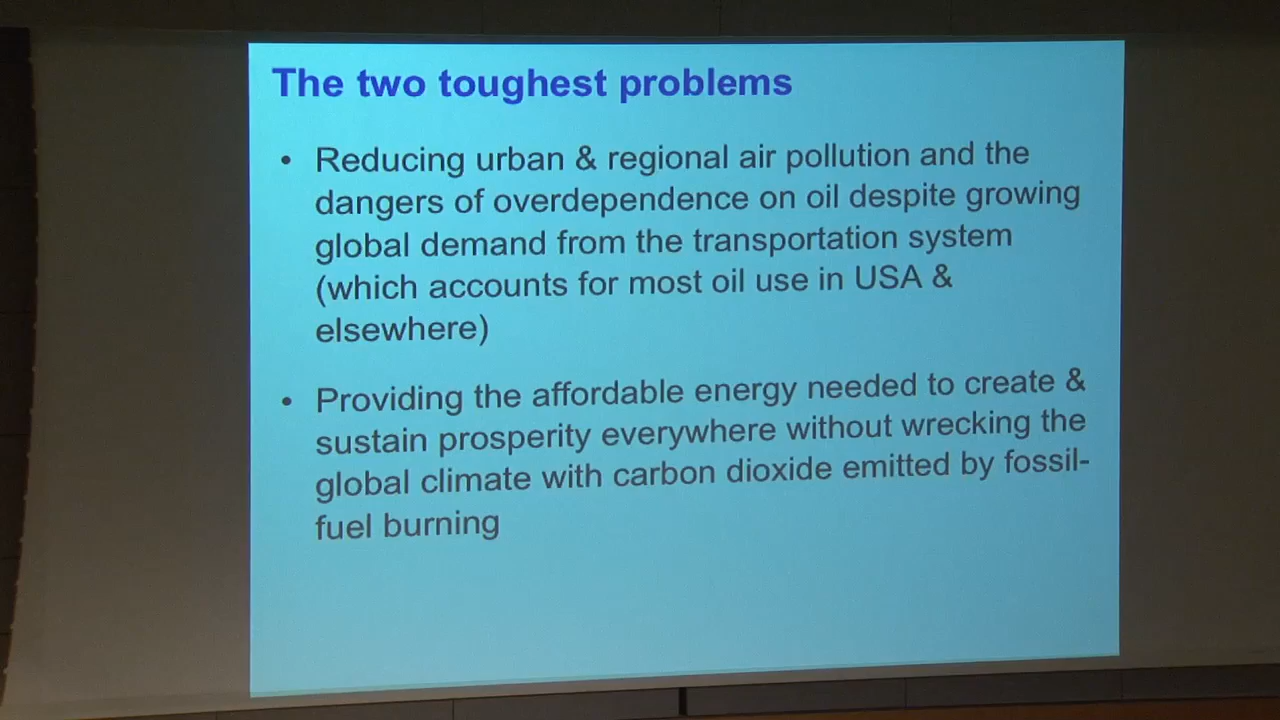 The two toughest problems
• Reducing urban & regional air pollution and the
dangers of overdependence on oil despite growing
global demand from the transportation system
(which accounts for most oil use in USA &
elsewhere)
• Providing the affordable energy needed to create &
sustain prosperity everywhere without wrecking the
global climate with carbon dioxide emitted by fossil-
fuel burning